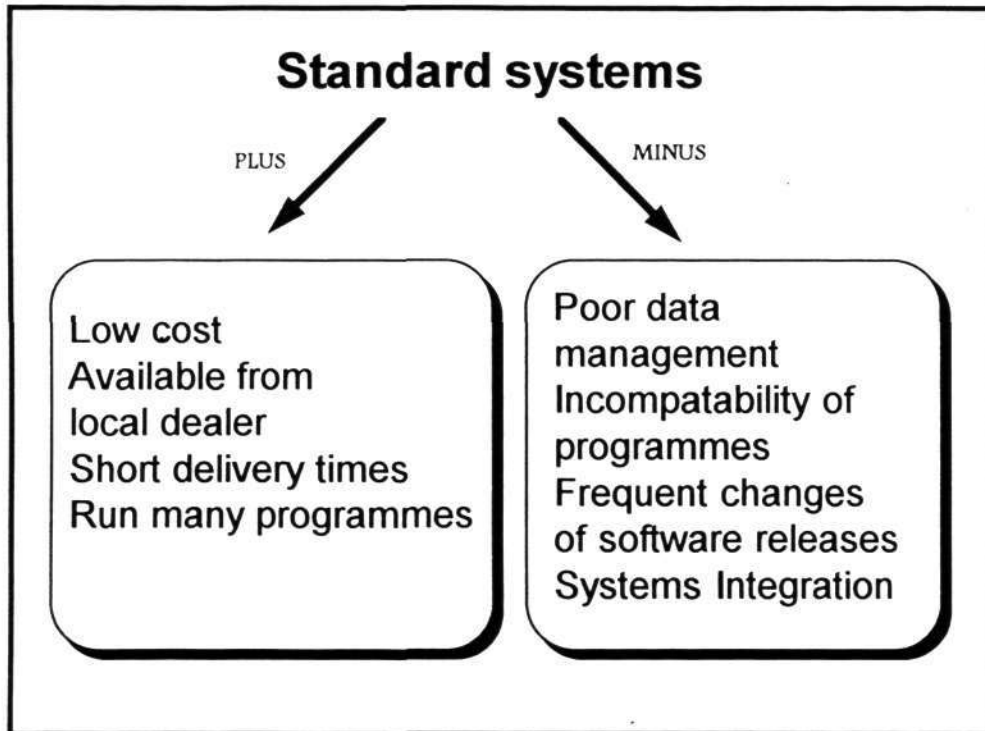 Standard systems
PLUS
MINUS
Low cost
Available from
local dealer
Short delivery times
Run many programmes
Poor data
management
Incompatability of
programmes
Frequent changes
of software releases
Systems Integration